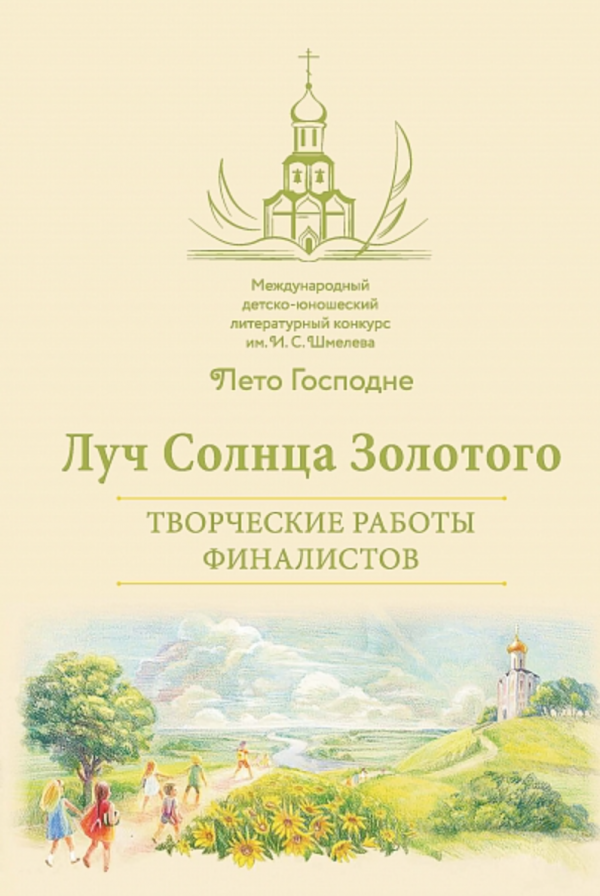 Международный
детско-юношеский
литературный конкурс
им. И. С. Шмелева
Лето Господне
Луч Солнца Золотого
ТВОРЧЕСКИЕ РАБОТЫ
ФИНАЛИСТОВ